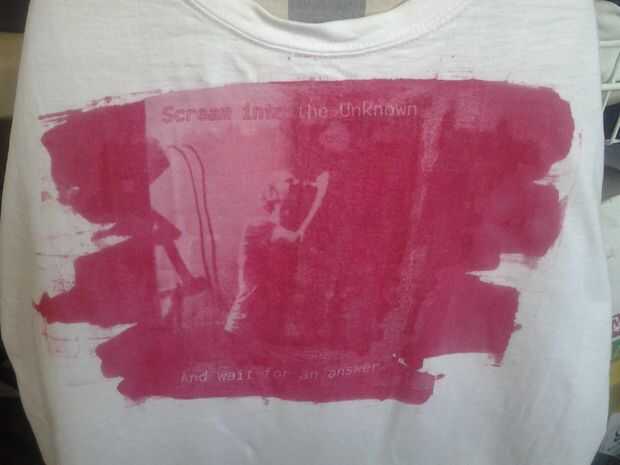 Scream into the Unknown
And wait for an answer